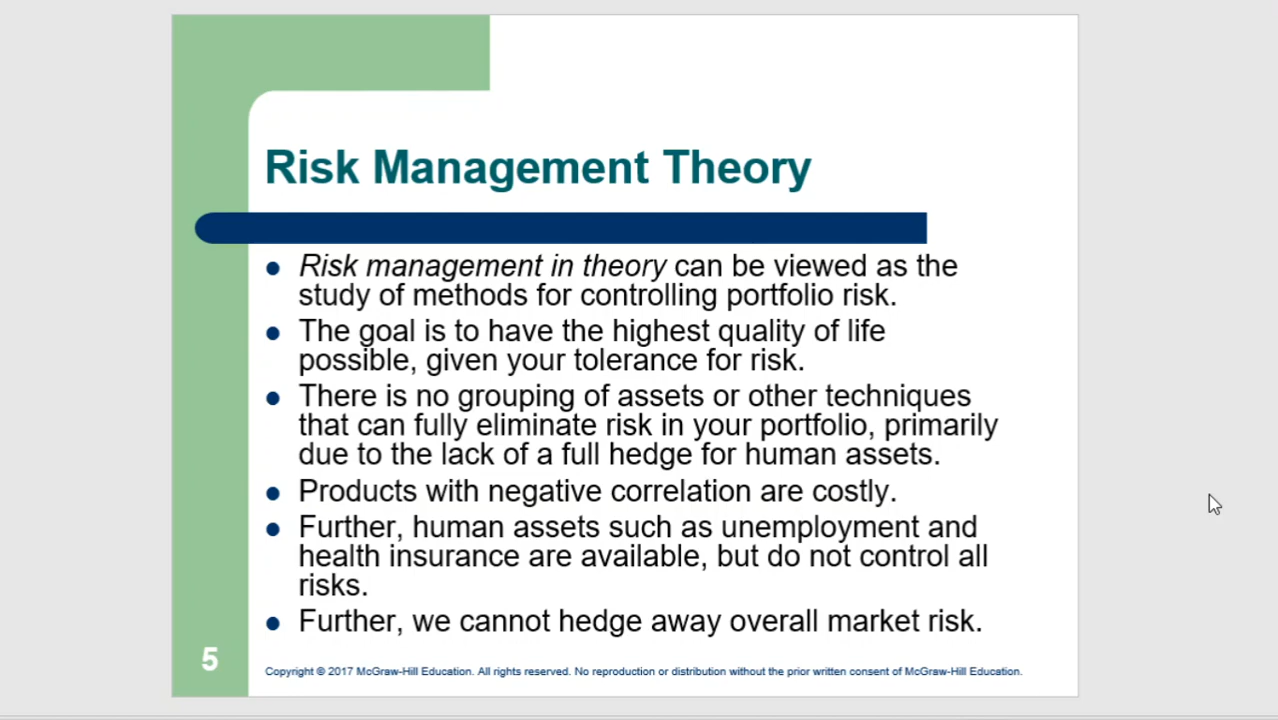 Risk Management Theory
Risk management in theory can be viewed as the
study of methods for controlling portfolio risk.
The goal is to have the highest quality of life
possible, given your tolerance for risk.
There is no grouping of assets or other techniques
that can fully eliminate risk in your portfolio, primarily
due to the lack of a full hedge for human assets.
Products with negative correlation are costly.
Further, human assets such as unemployment and
health insurance are available, but do not control all
risks.
Further, we cannot hedge away overall market risk.
5
Copyright © 2017 McGraw-Hill Education. All rights reserved. No reproduction or distribution without the prior written consent of McGraw-Hill Education.